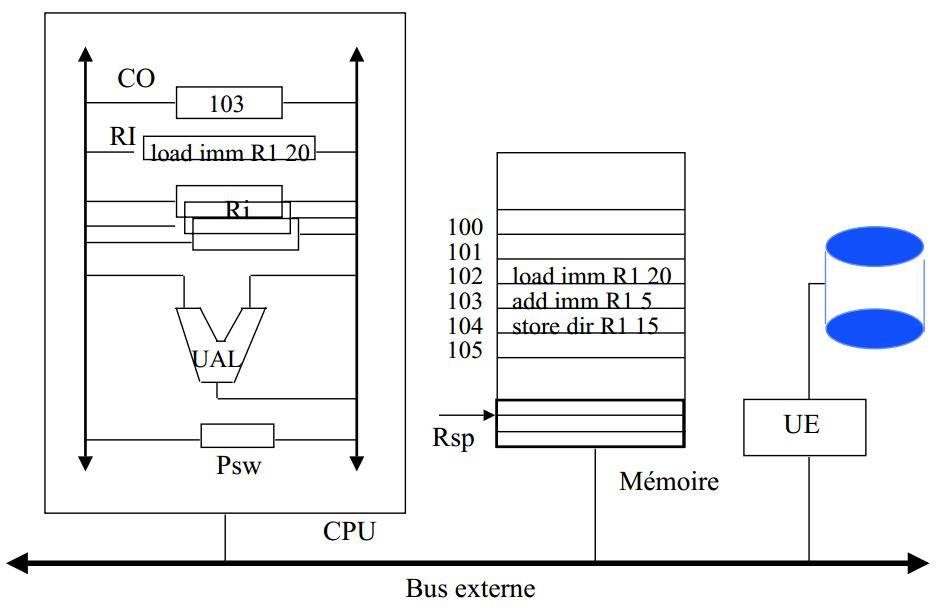 CO
103
RI
load imm R1 20
Ri
UAL
Psw
CPU
100
101
102 load imm R1 20
103 add imm R1 5
104 store dir R1 15
105
Rsp
Mémoire
UE
Bus externe